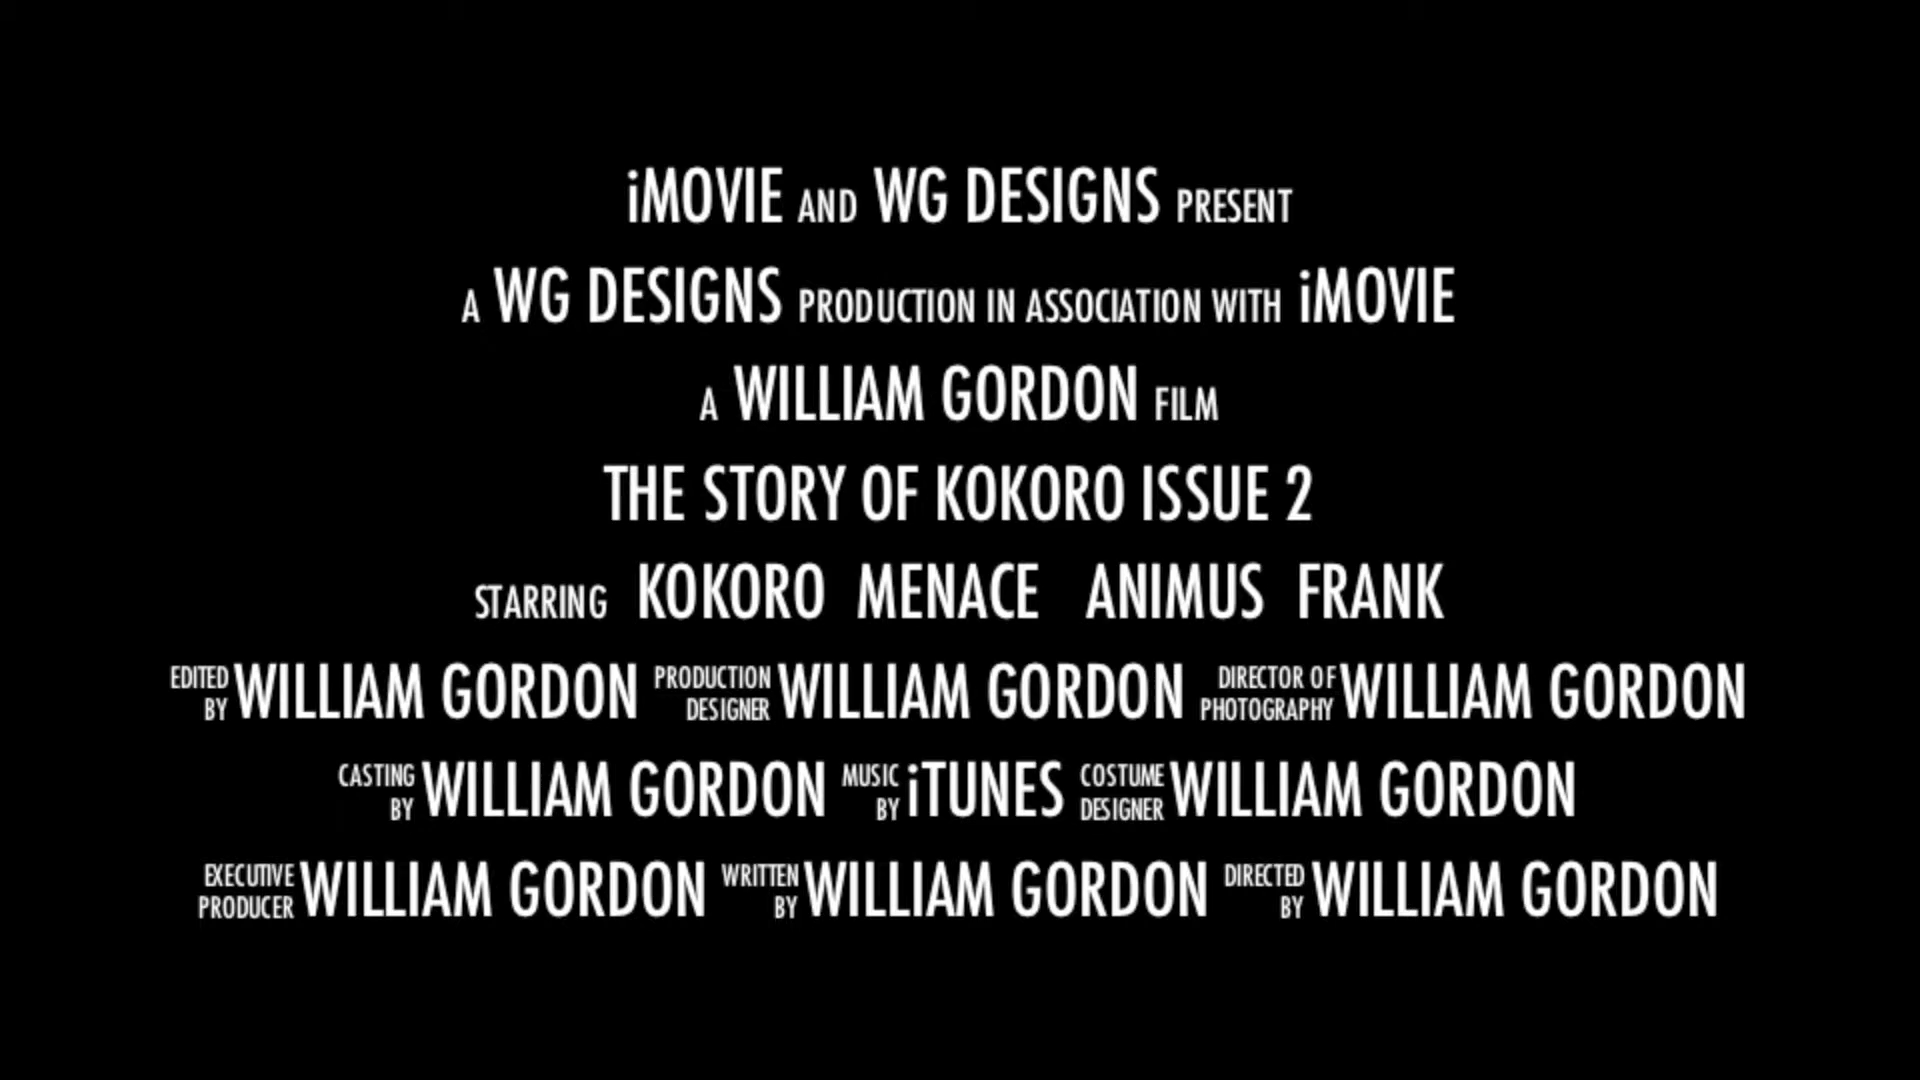 iMOVIE AND WG DESIGNS PRESENT
A WG DESIGNS PRODUCTION IN ASSOCIATION WITH iMOVIE
A WILLIAM GORDON FILM
THE STORY OF KOKORO ISSUE 2
STARRING KOKORO MENACE ANIMUS FRANK
EDITED BY WILLIAM GORDON PRODUCTION DESIGNER WILLIAM GORDON DIRECTOR OF PHOTOGRAPHY WILLIAM GORDON
CASTING BY WILLIAM GORDON MUSIC BY iTUNES COSTUME DESIGNER WILLIAM GORDON
EXECUTIVE PRODUCER WILLIAM GORDON WRITTEN BY WILLIAM GORDON DIRECTED BY WILLIAM GORDON